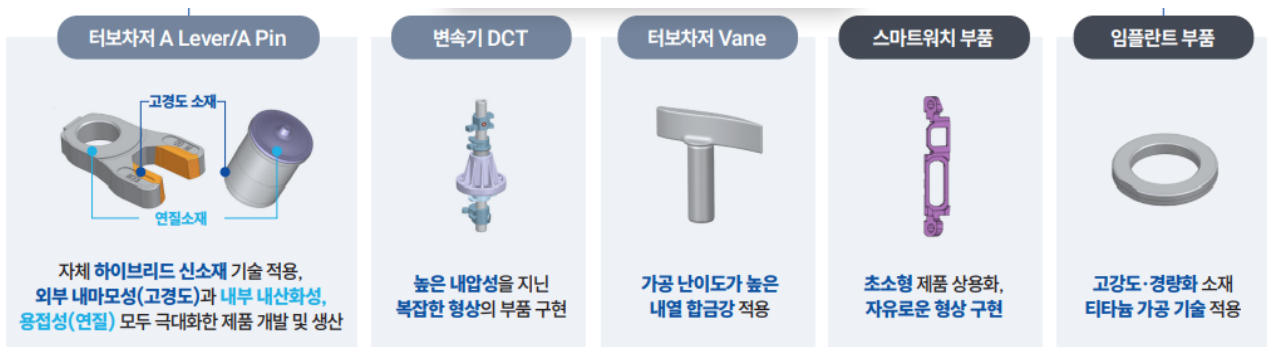 터보차저 A Lever/A Pin
고경도 소재
연질소재
자체 하이브리드 신소재 기술 적용,
외부 내마모성(고경도)과 내부 내산화성,
용접성(연질) 모두 극대화한 제품 개발 및 생산
변속기 DCT
높은 내압성을 지닌
복잡한 형상의 부품 구현
터보차저 Vane
가공 난이도가 높은
내열 합금강 적용
스마트워치 부품
초소형 제품 상용화,
자유로운 형상 구현
임플란트 부품
고강도·경량화 소재
티타늄 가공 기술 적용